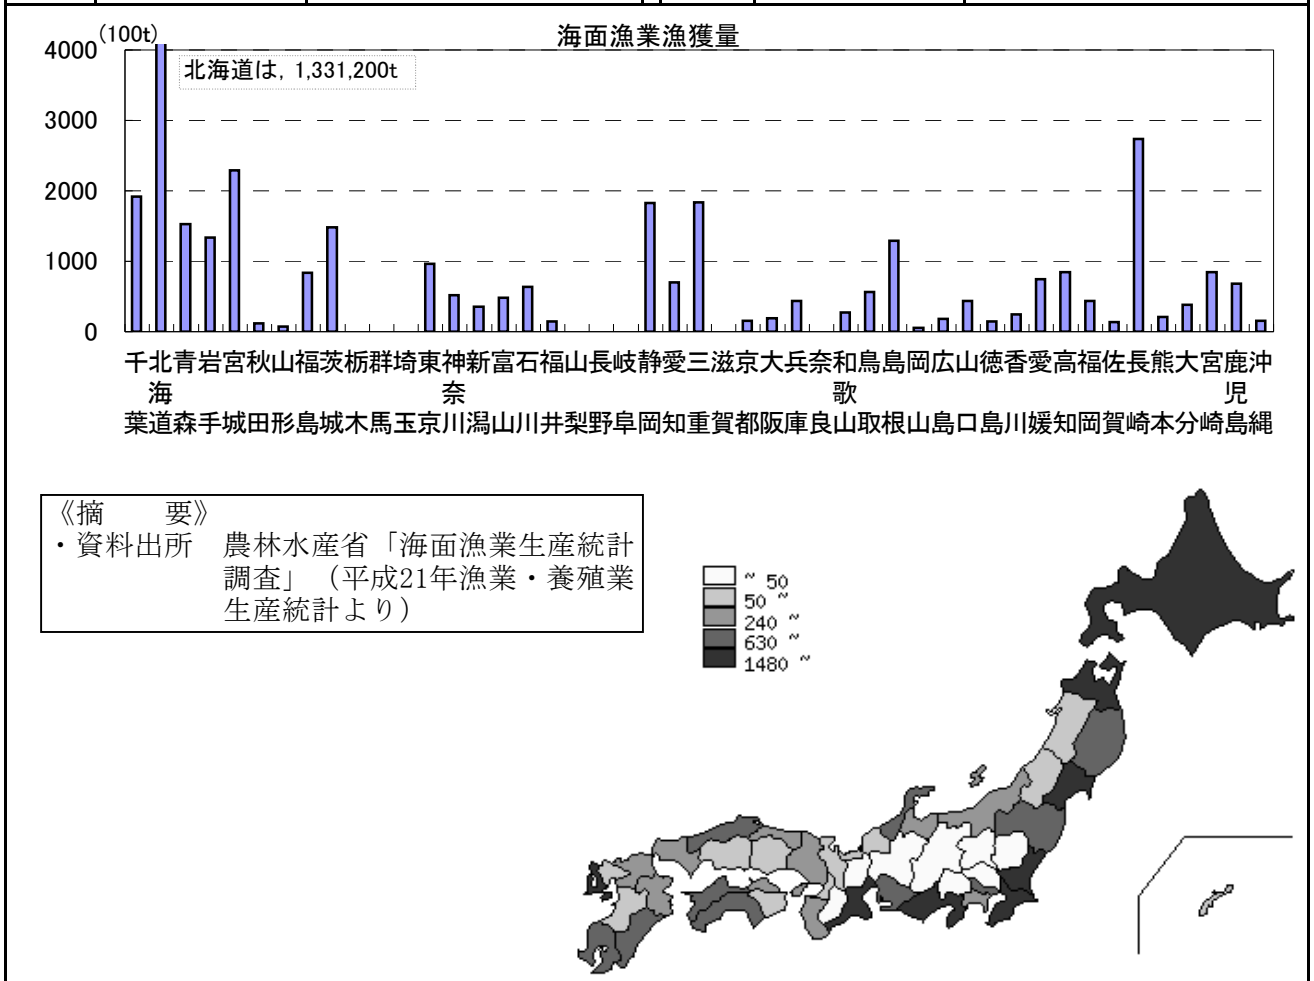 海面漁業漁獲量
(100t)
4000
北海道は，1,331,200t
3000
2000
1000
0
千北青岩宮秋山福茨栃群埼東神新富石福山長岐静愛三滋京大兵奈和鳥島岡広山徳香愛高福佐長熊大宮鹿沖
海 奈 歌 児
葉道森手城田形島城木馬玉京川潟山川井梨野阜岡知重賀都阪庫良山取根山島口島川媛知岡賀崎本分崎島縄
《摘　　要》
・資料出所　農林水産省「海面漁業生産統計
調査」（平成21年漁業・養殖業
生産統計より）
~ 50
50 ~
240 ~
630 ~
1480 ~